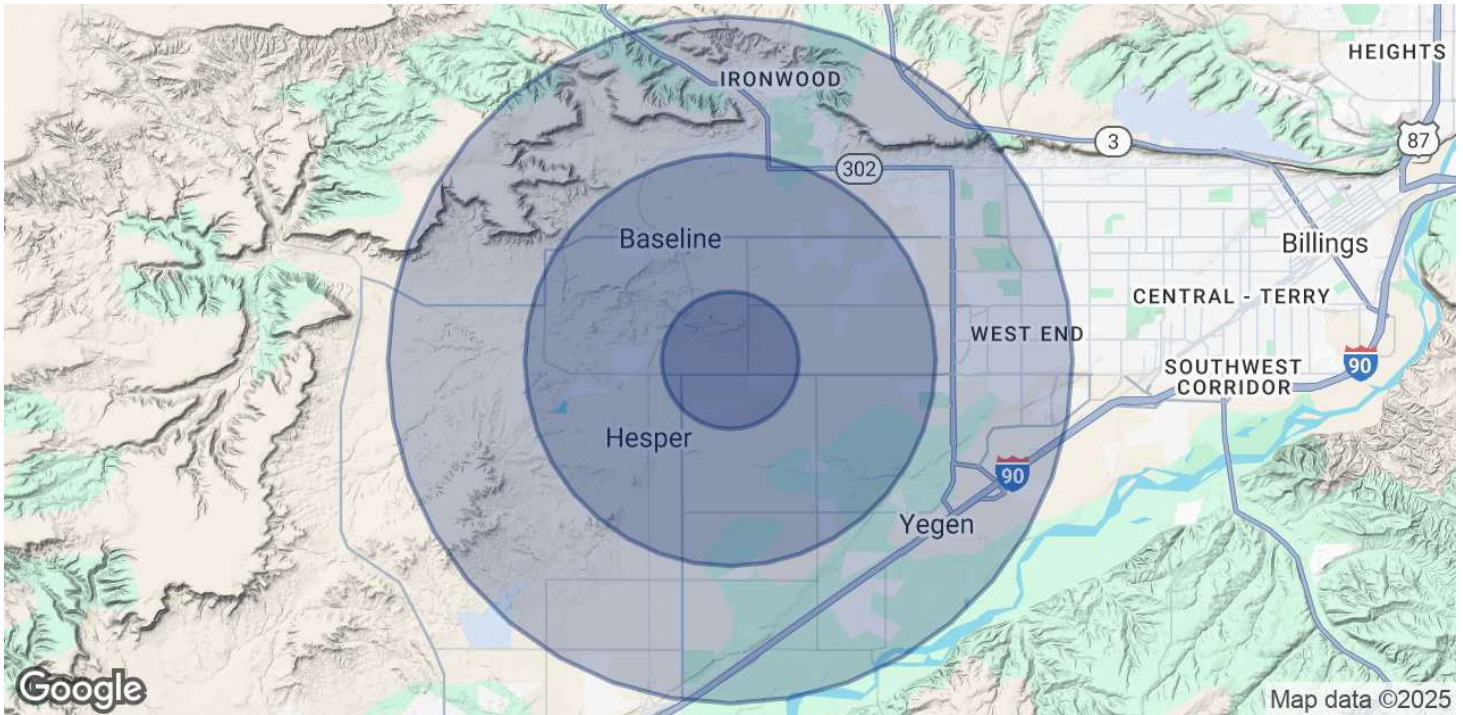 HEIGHTS
IRONWOOD
3
87
302
Baseline
Billings
CENTRAL - TERRY
WEST END
SOUTHWEST
CORRIDOR
90
Hesper
90
Yegen
Google
Map data ©2025